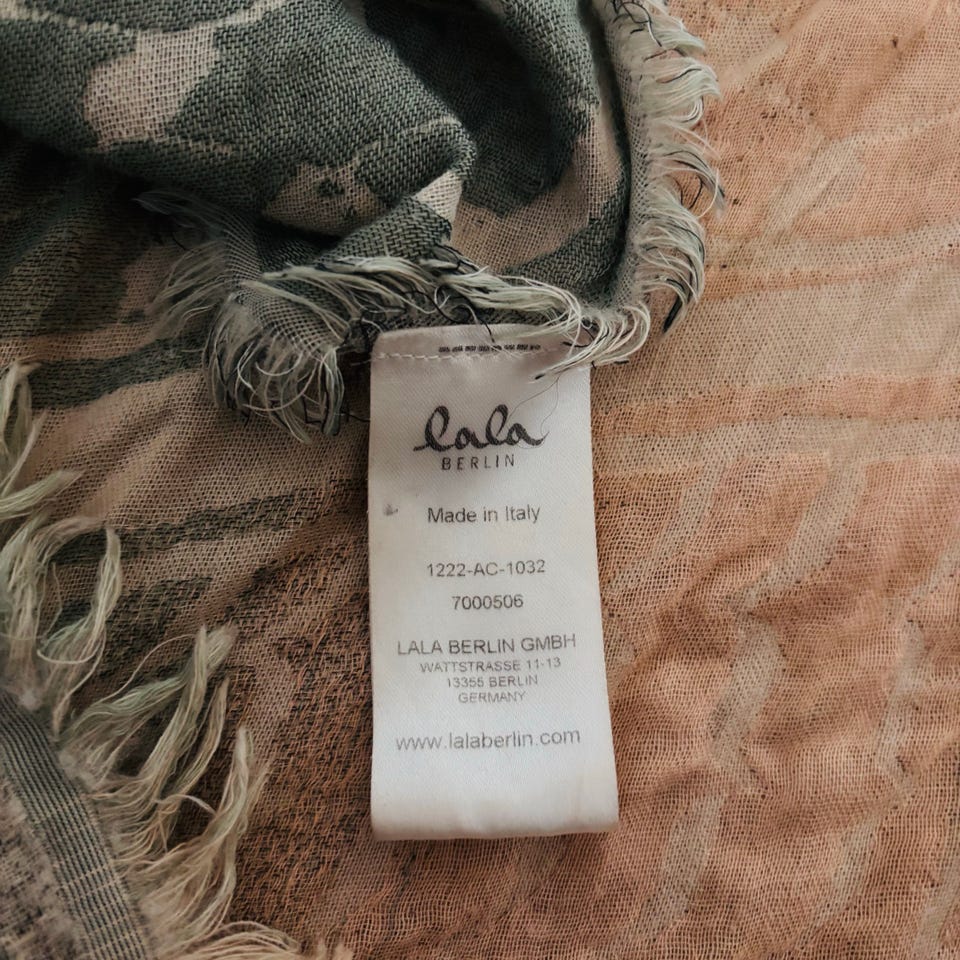 lala
BERLIN
Made in Italy
1222-AC-1032
7000506
LALA BERLIN GMBH
WATTSTRASSE 11-13
13355 BERLIN
GERMANY
www.lalaberlin.com